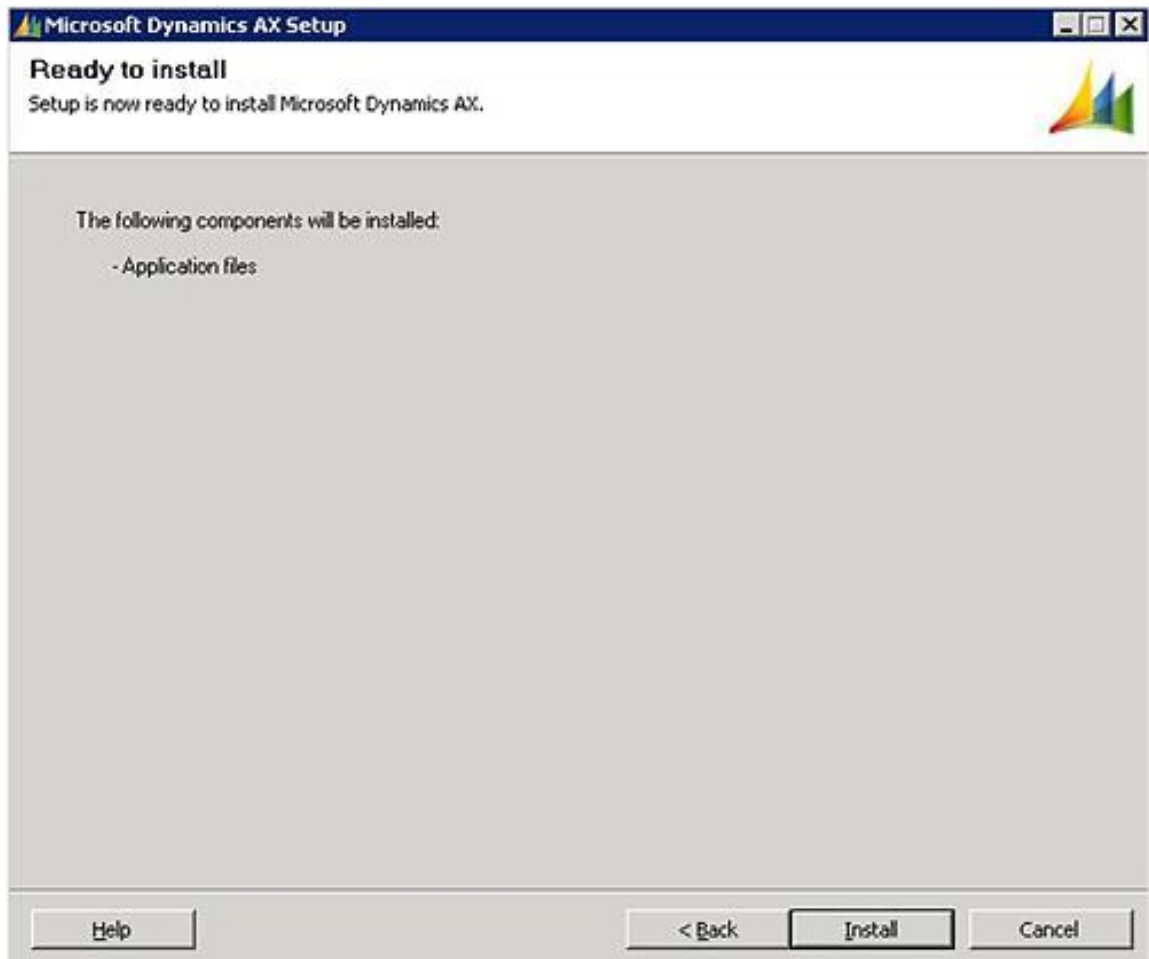 Microsoft Dynamics AX Setup
Ready to install
Setup is now ready to install Microsoft Dynamics AX.
The following components will be installed:
- Application files
Help
< Back
Install
Cancel